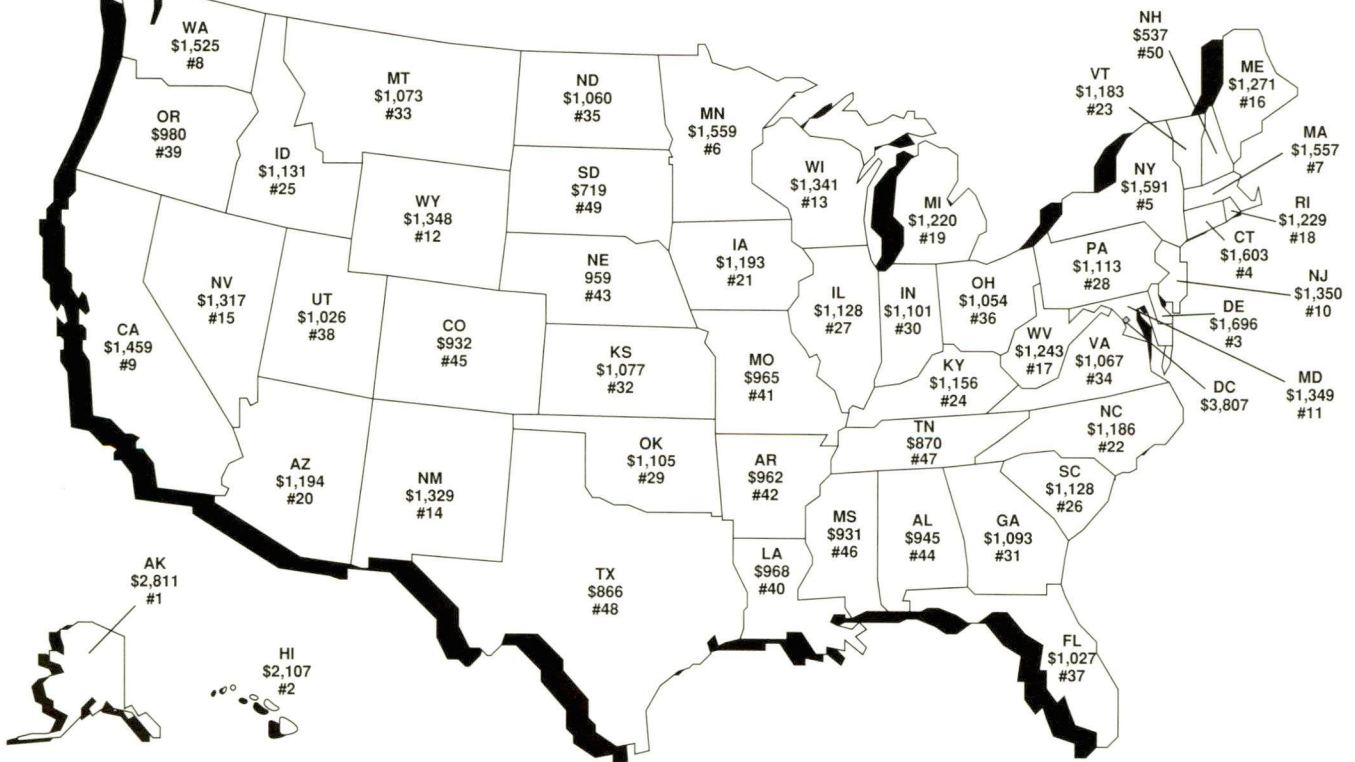 WA
$1,525
#8
MT
$1,073
#33
ND
$1,060
#35
MN
$1,559
#6
OR
$980
#39
ID
$1,131
#25
WY
$1,348
#12
SD
$719
#49
WI
$1,341
#13
MI
$1,220
#19
NH
$537
#50
VT
$1,183
#23
ME
$1,271
#16
MA
$1,557
#7
NY
$1,591
#5
RI
$1,229
#18
CT
$1,603
#4
NJ
$1,350
#10
PA
$1,113
#28
DE
$1,696
#3
MD
$1,349
#11
DC
$3,807
CA
$1,459
#9
NV
$1,317
#15
UT
$1,026
#38
CO
$932
#45
NE
959
#43
IA
$1,193
#21
KS
$1,077
#32
MO
$965
#41
IL
$1,128
#27
IN
$1,101
#30
OH
$1,054
#36
WV
$1,243
#17
VA
$1,067
#34
KY
$1,156
#24
NC
$1,186
#22
TN
$870
#47
SC
$1,128
#26
AZ
$1,194
#20
NM
$1,329
#14
OK
$1,105
#29
AR
$962
#42
TX
$866
#48
LA
$968
#40
MS
$931
#46
AL
$945
#44
GA
$1,093
#31
FL
$1,027
#37
AK
$2,811
#1
HI
$2,107
#2